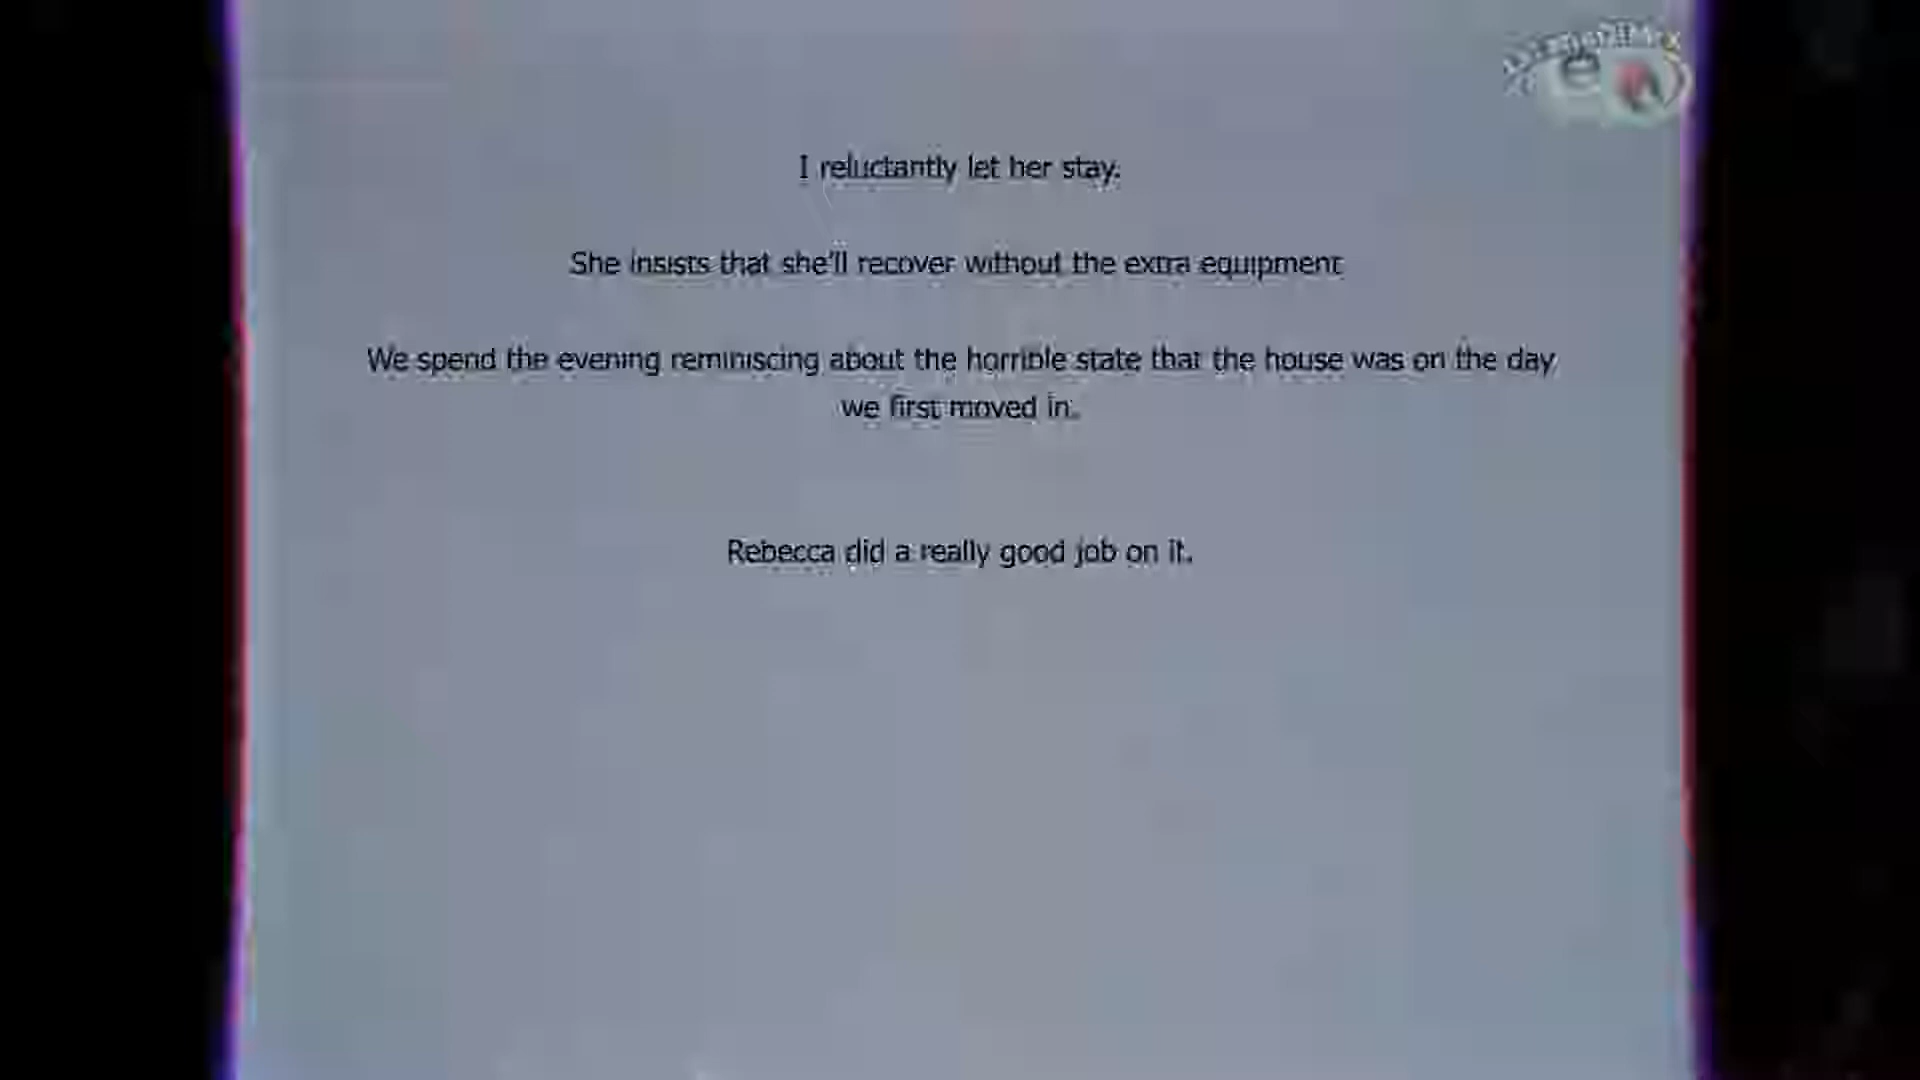 I reluctantly let her stay.
She insists that she'll recover without the extra equipment
We spend the evening reminiscing about the horrible state that the house was on the day
we first moved in.
Rebecca did a really good job on it.